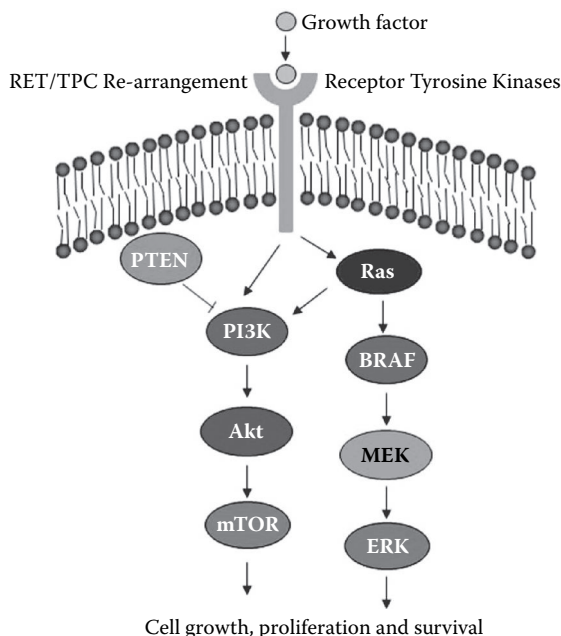 Growth factor
RET/TPC Re-arrangement
Receptor Tyrosine Kinases
PTEN
Ras
PI3K
BRAF
Akt
MEK
mTOR
ERK
Cell growth, proliferation and survival